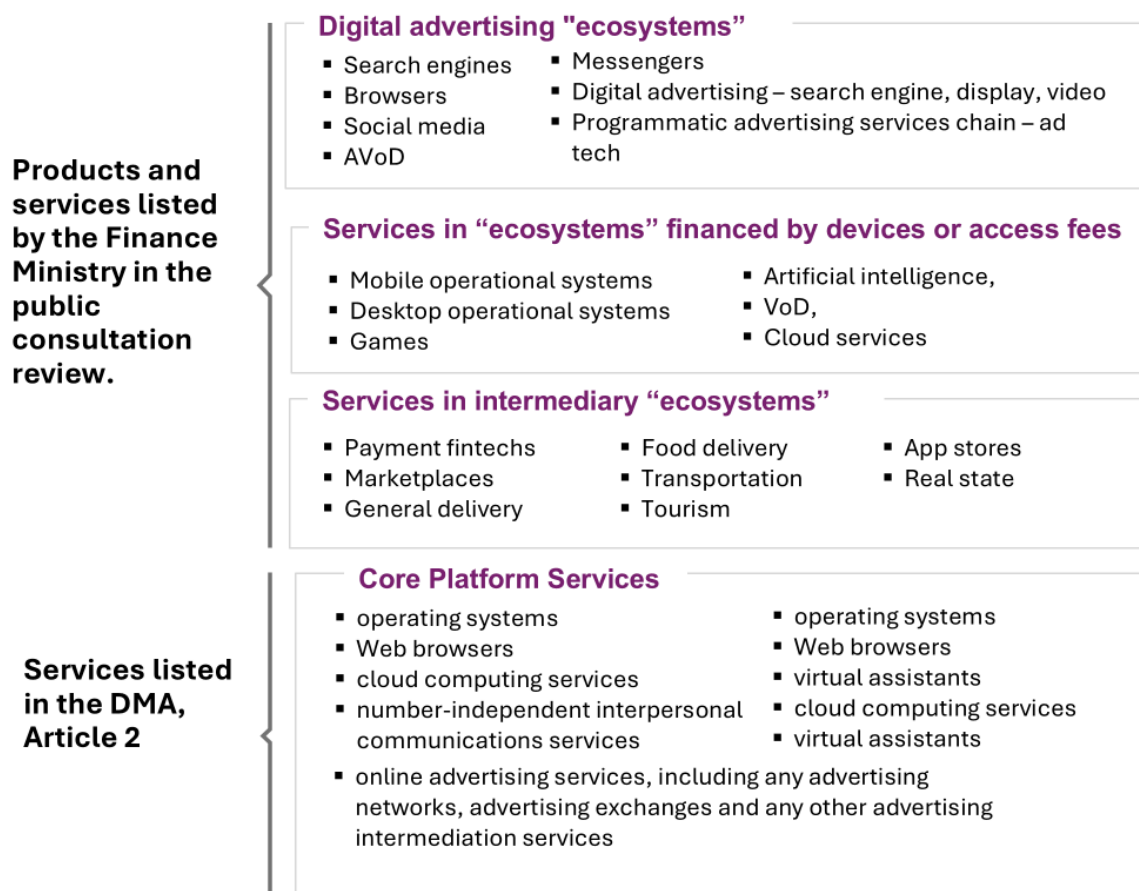 Products and
services listed
by the Finance
Ministry in the
public
consultation
review.
Digital advertising "ecosystems”
▪ Search engines
▪ Browsers
▪ Social media
▪ AVoD
▪ Messengers
▪ Digital advertising – search engine, display, video
▪ Programmatic advertising services chain – ad
tech
Services in “ecosystems” financed by devices or access fees
▪ Mobile operational systems
▪ Desktop operational systems
▪ Games
▪ Artificial intelligence,
▪ VoD,
▪ Cloud services
Services in intermediary “ecosystems”
▪ Payment fintechs
▪ Marketplaces
▪ General delivery
▪ Food delivery
▪ Transportation
▪ Tourism
▪ App stores
▪ Real state
Services listed
in the DMA,
Article 2
Core Platform Services
▪ operating systems
▪ Web browsers
▪ cloud computing services
▪ number-independent interpersonal
communications services
▪ operating systems
▪ Web browsers
▪ virtual assistants
▪ cloud computing services
▪ virtual assistants
▪ online advertising services, including any advertising
networks, advertising exchanges and any other advertising
intermediation services